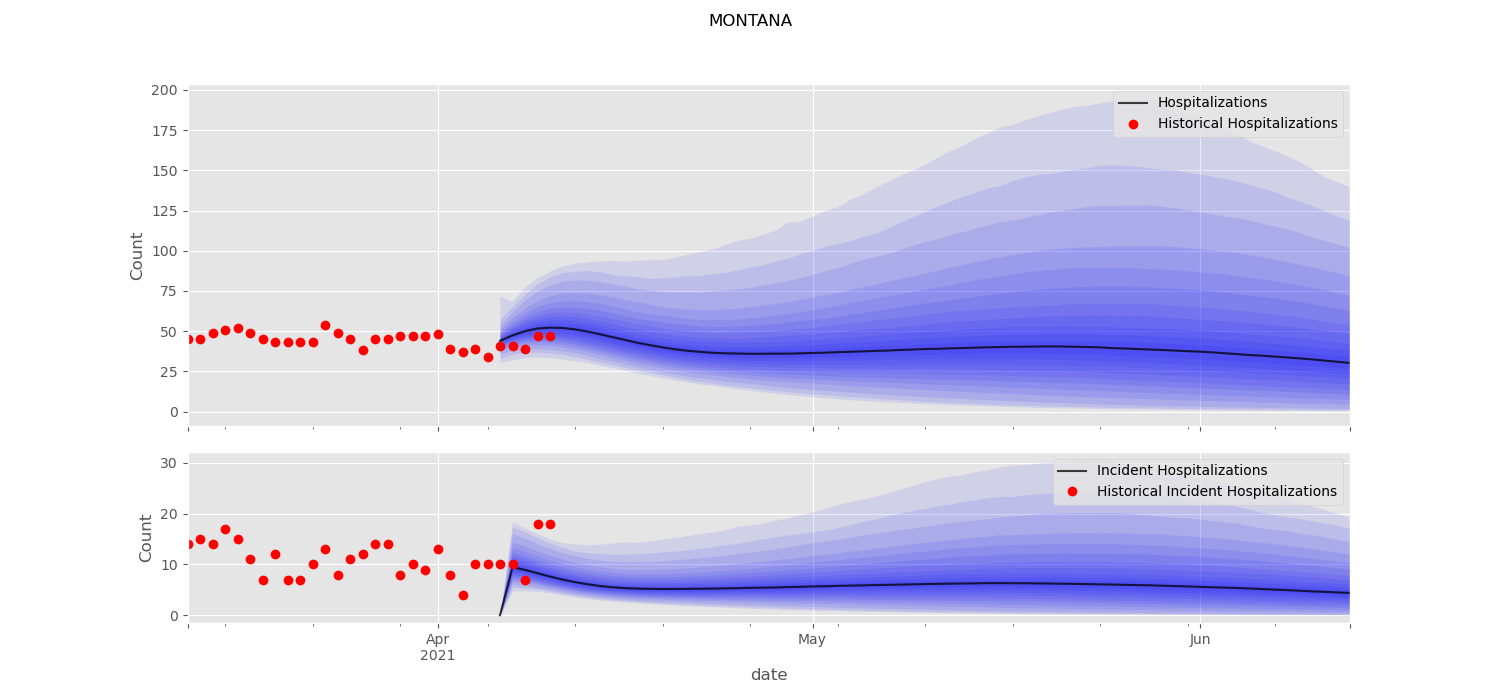 MONTANA
200
175
150
125
100
75
50
25
0
Count
Hospitalizations
Historical Hospitalizations
30
20
10
0
Count
Incident Hospitalizations
Historical Incident Hospitalizations
Apr
2021
May
Jun
date